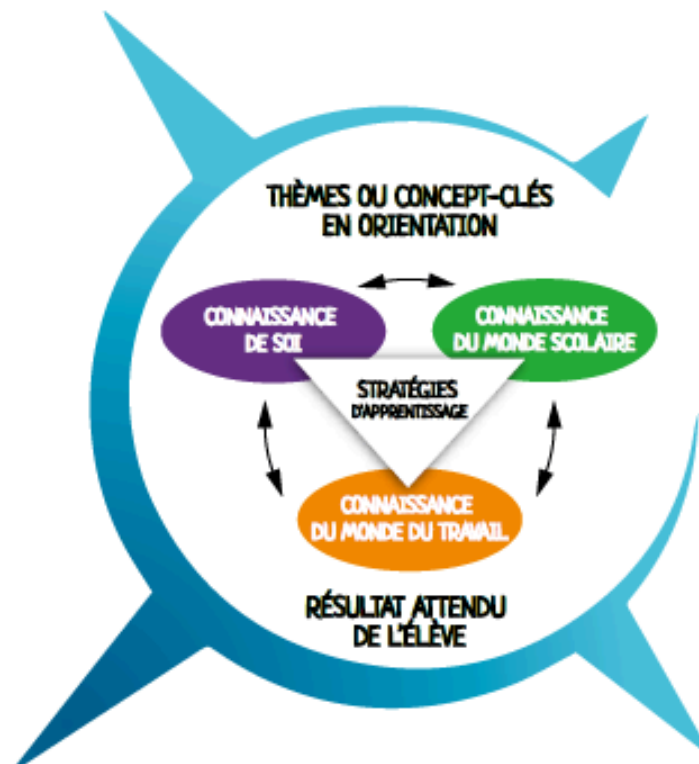 THÈMES OU CONCEPT-CLÉS
EN ORIENTATION
CONNAISSANCE
DE SOI
CONNAISSANCE
DU MONDE SCOLAIRE
STRATÉGIES
D'APPRENTISSAGE
CONNAISSANCE
DU MONDE DU TRAVAIL
RÉSULTAT ATTENDU
DE L'ÉLÈVE